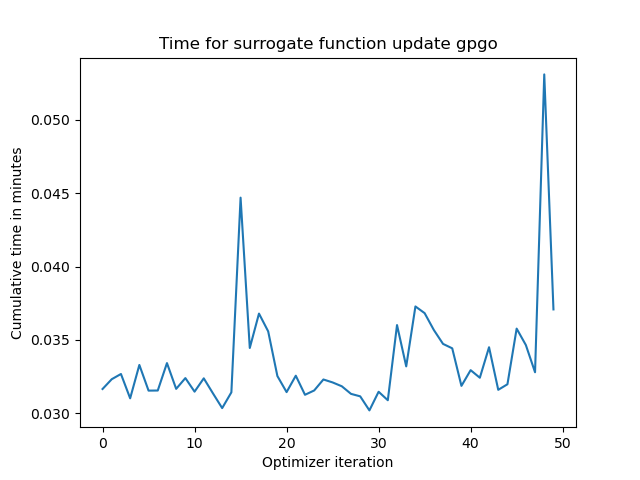 Time for surrogate function update gpgo
Cumulative time in minutes
0.050
0.045
0.040
0.035
0.030
0 10 20 30 40 50
Optimizer iteration